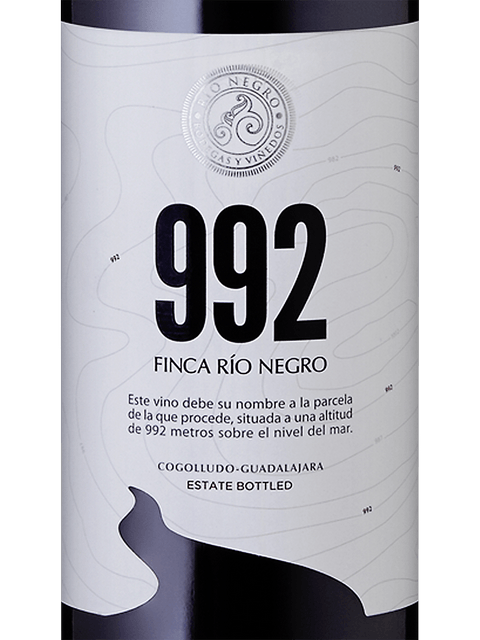 RÍO NEGRO
BODEGAS Y VIÑEDOS
992
992
992
992
FINCA RÍO NEGRO
992
Este vino debe su nombre a la parcela
de la que procede, situada a una altitud
de 992 metros sobre el nivel del mar.
COGOLLUDO-GUADALAJARA
ESTATE BOTTLED
992